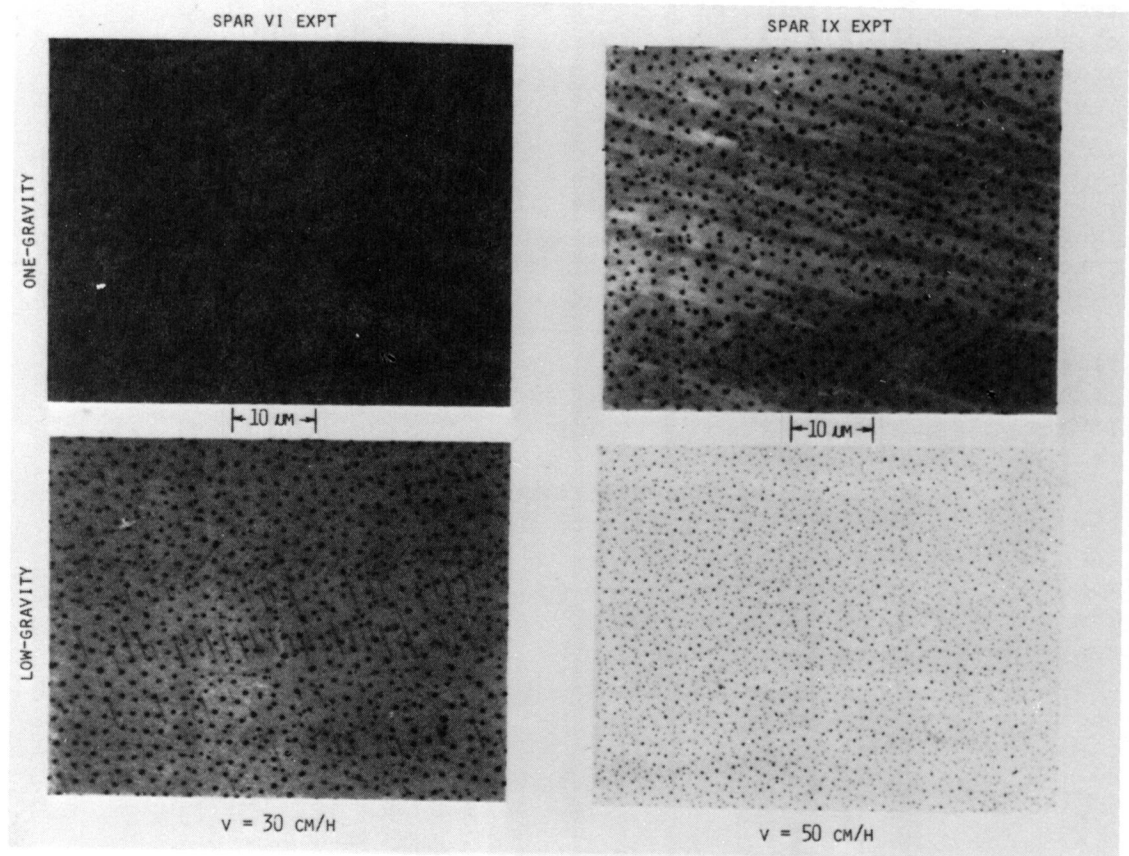 SPAR VI EXPT
SPAR IX EXPT
ONE-GRAVITY
10 µM
10 µM
LOW-GRAVITY
V = 30 CM/H
V = 50 CM/H